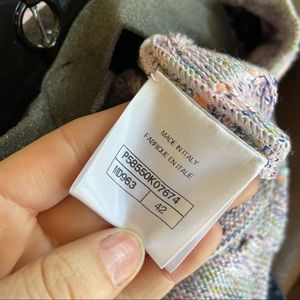 MADE IN ITALY
FABRIQUE EN ITALIE
P58550K07674
MD963 42